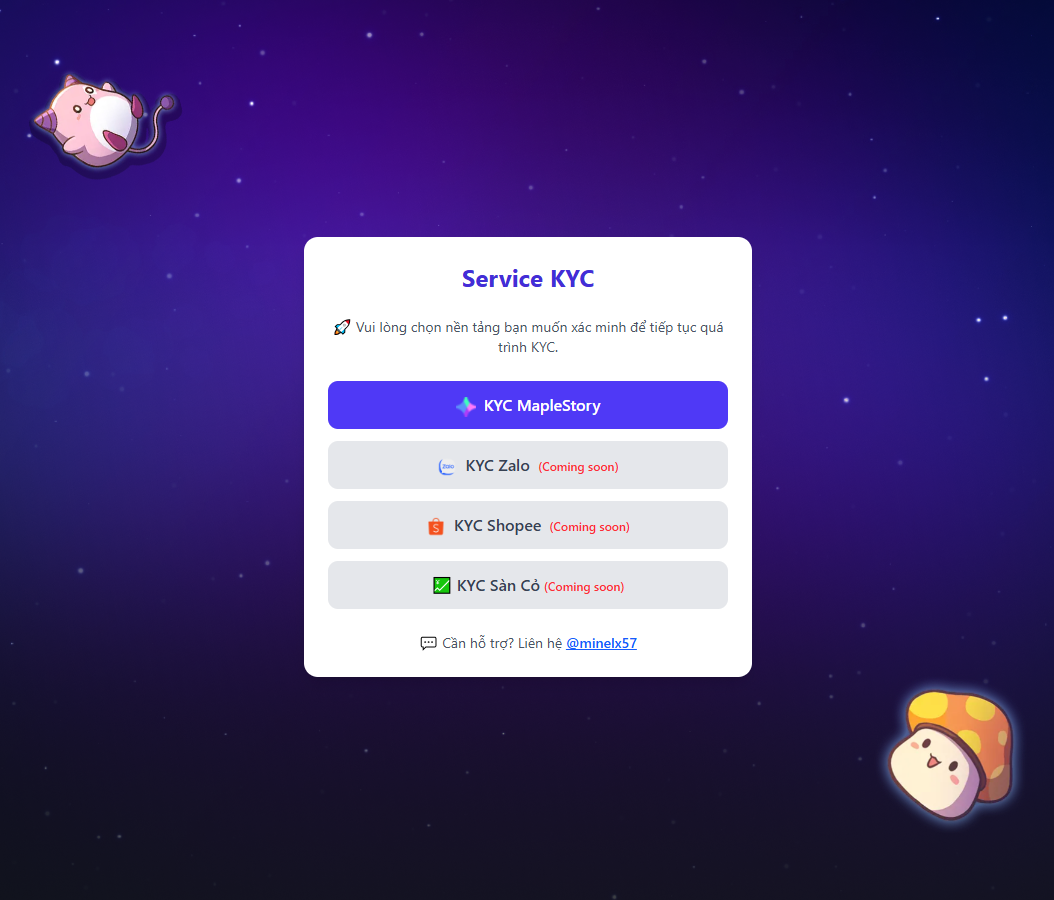 Service KYC
🚀 Vui lòng chọn nền tảng bạn muốn xác minh để tiếp tục quá
trình KYC.
KYC MapleStory
Zalo KYC Zalo (Coming soon)
S KYC Shopee (Coming soon)
💹 KYC Sàn Cỏ (Coming soon)
💬 Cần hỗ trợ? Liên hệ @minelx57